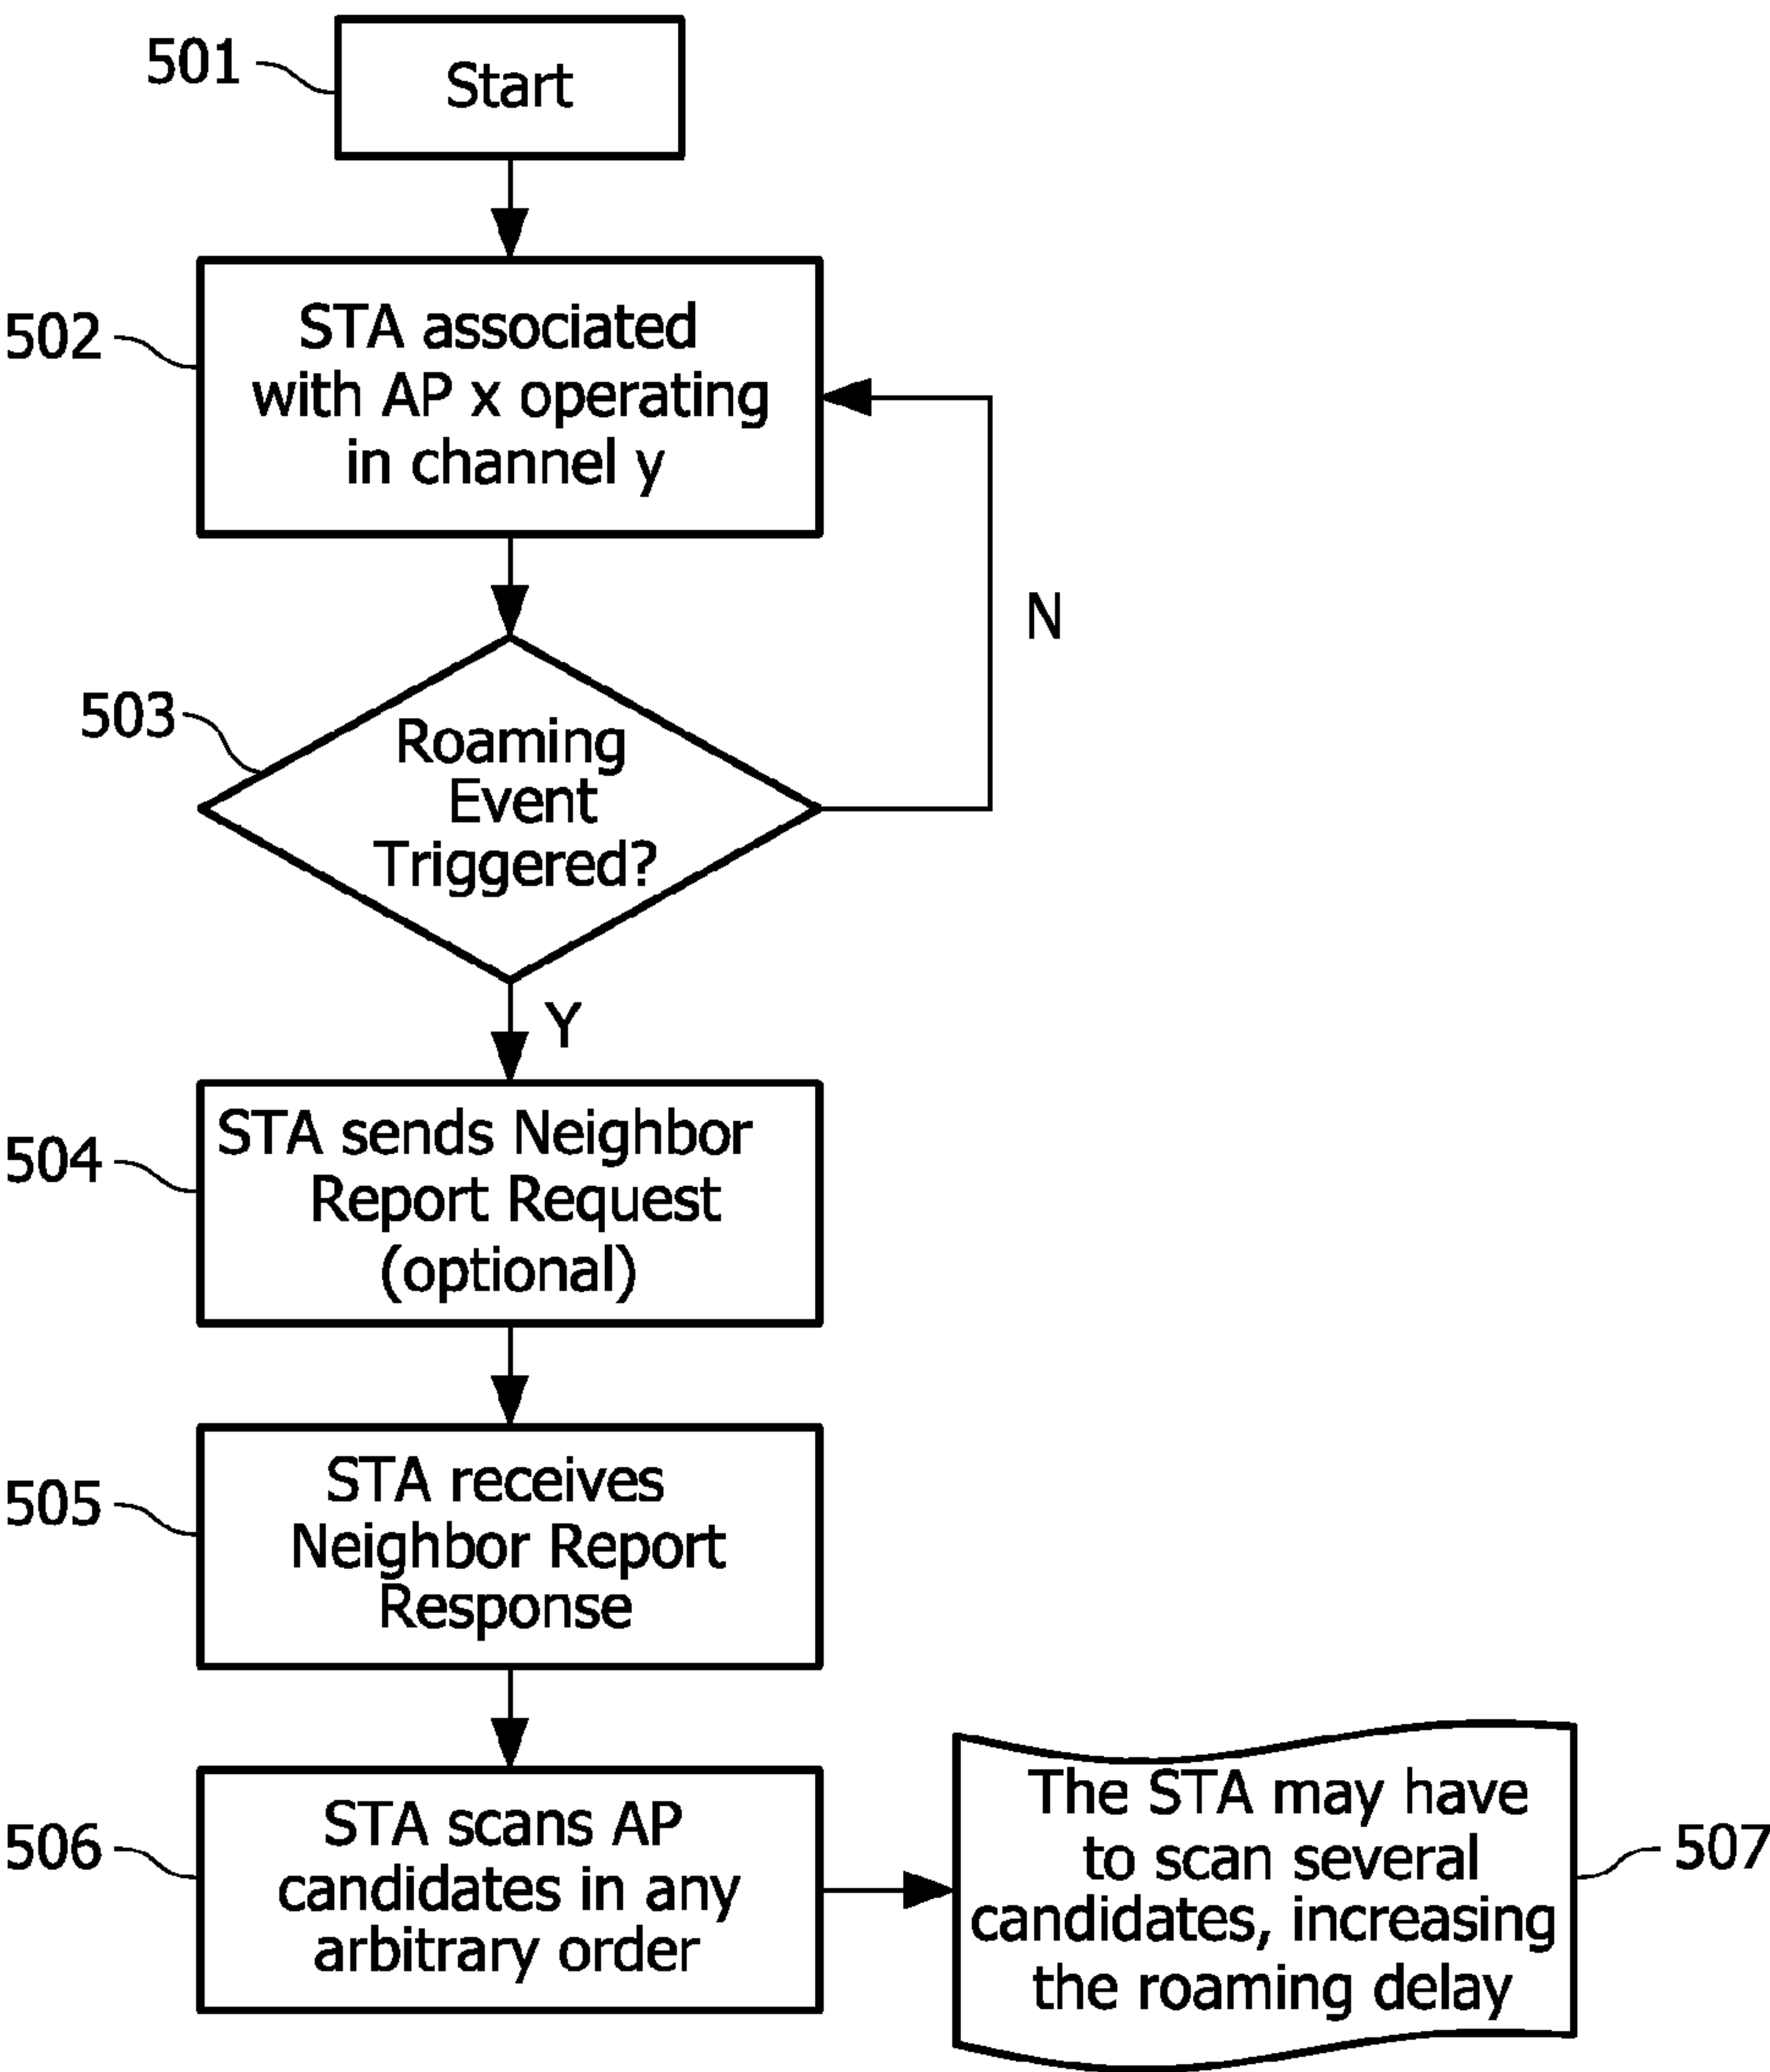 501
Start
502
STA associated
with AP x operating
in channel y
N
503
Roaming
Event
Triggered?
Y
504
STA sends Neighbor
Report Request
(optional)
505
STA receives
Neighbor Report
Response
506
STA scans AP
candidates in any
arbitrary order
The STA may have
to scan several
candidates, increasing
the roaming delay
507